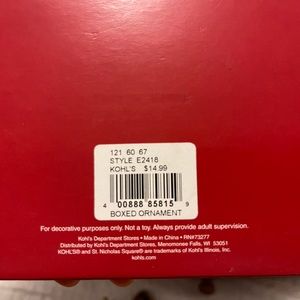 121 60 67
STYLE E2418
KOHL'S $14.99
4 00888 85815 9
BOXED ORNAMENT
For decorative purposes only. Not a toy. Always provide adult supervision.
Kohl's Department Stores • Made in China • RN#73277
Distributed by Kohl's Department Stores, Menomonee Falls, WI 53051
KOHL'S® and St. Nicholas Square® are trademarks of Kohl's Illinois, Inc.
kohls.com